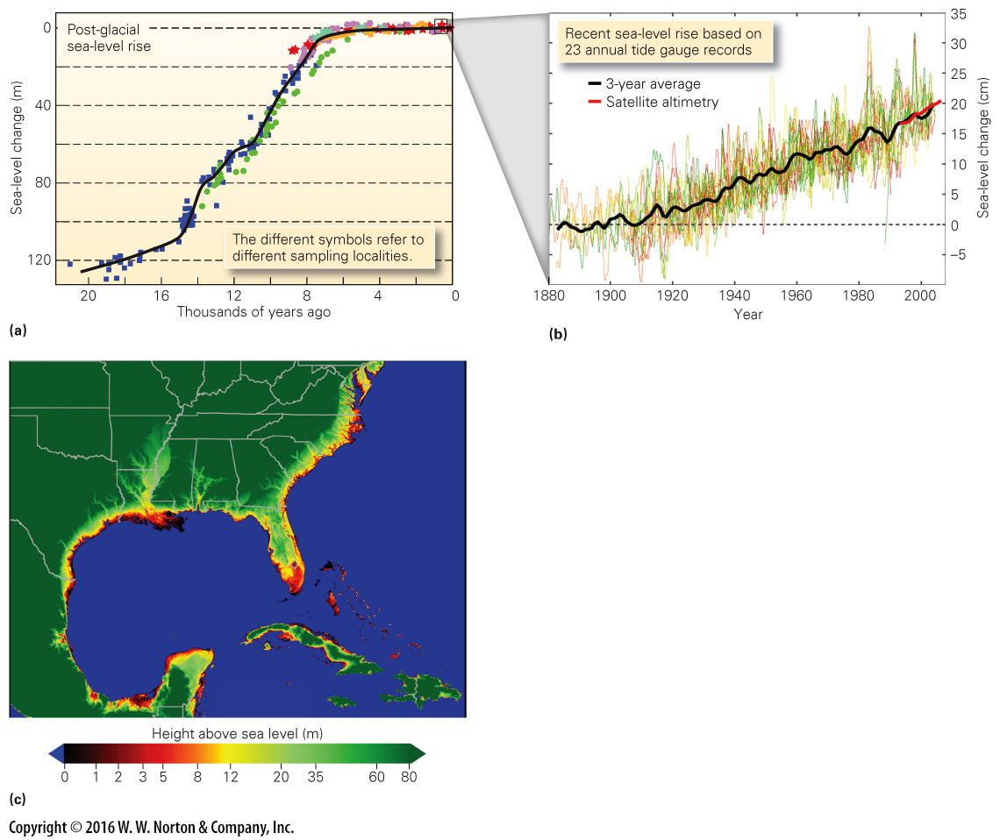 Post-glacial
sea-level rise
0
40
80
120
Sea-level change (m)
The different symbols refer to
different sampling localities.
20
16
12
8
4
0
Thousands of years ago
(a)
Recent sea-level rise based on
23 annual tide gauge records
3-year average
Satellite altimetry
35
30
25
20
15
10
5
0
–5
Sea-level change (cm)
1880
1900
1920
1940
1960
1980
2000
Year
(b)
Height above sea level (m)
0 1 2 3 5 8 12 20 35 60 80
(c)
Copyright © 2016 W. W. Norton & Company, Inc.